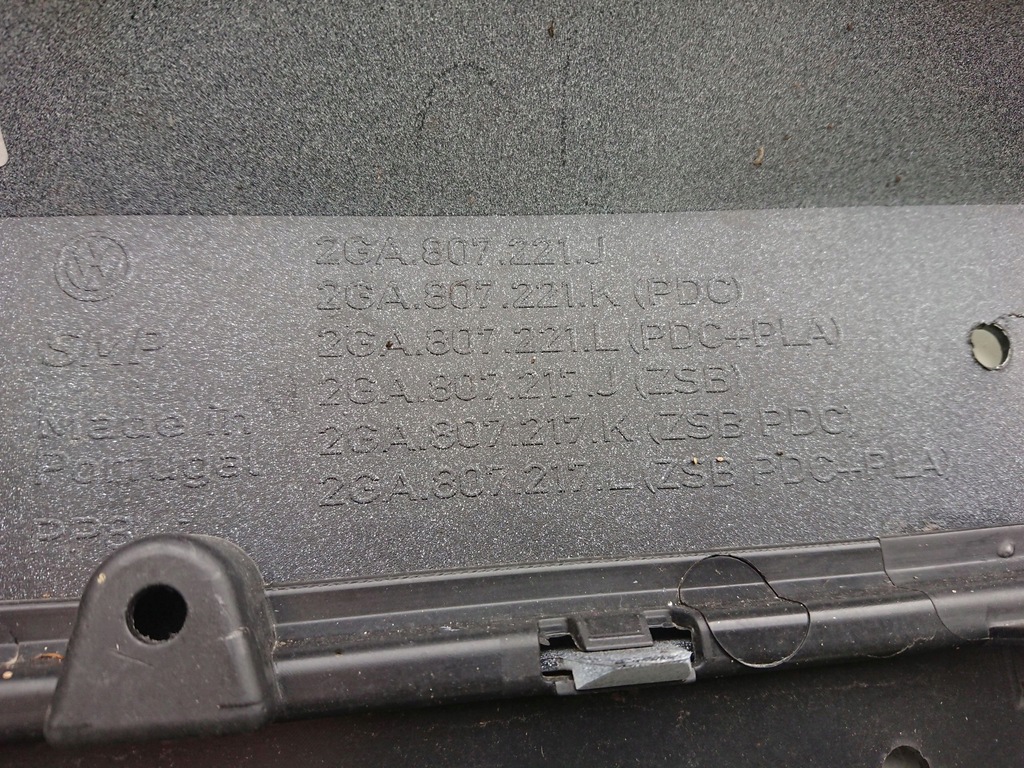 2GA.807.221.J
2GA.807.221.K (PDC)
2GA.807.221.L (PDC+PLA)
2GA.807.217.J (ZSB)
2GA.807.217.K (ZSB PDC)
2GA.807.217.L (ZSB PDC+PLA)
VW
SMP
Made in
Portugal